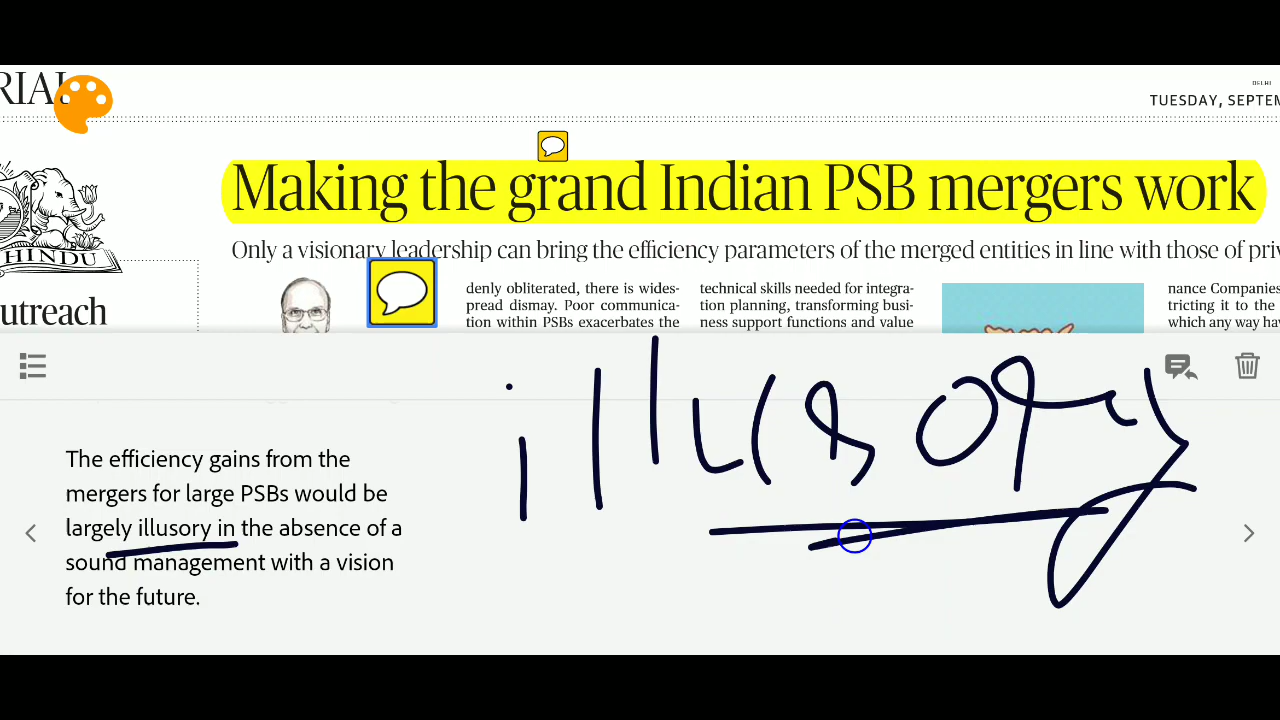 DELHI
TUESDAY, SEPTEM
RIAL
Making the grand Indian PSB mergers work
Only a visionary leadership can bring the efficiency parameters of the merged entities in line with those of priv
HINDU
utreach
denly obliterated, there is wides-
pread dismay. Poor communica-
tion within PSBs exacerbates the
technical skills needed for integra-
tion planning, transforming busi-
ness support functions and value
nance Companies
tricting it to the
which any way hav
The efficiency gains from the
mergers for large PSBs would be
largely illusory in the absence of a
sound management with a vision
for the future.
illusory